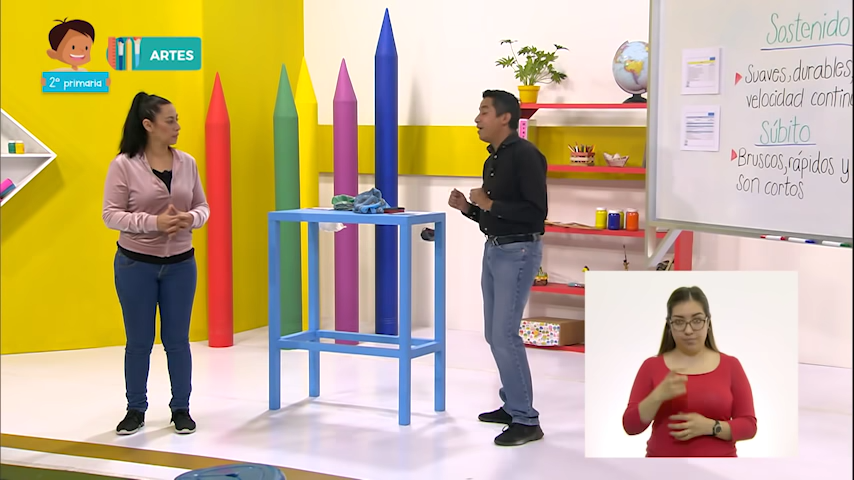 2° primaria
ARTES
Sostenido
Suaves, durables,
velocidad contin
Súbito
Bruscos, rápidos y
son cortos